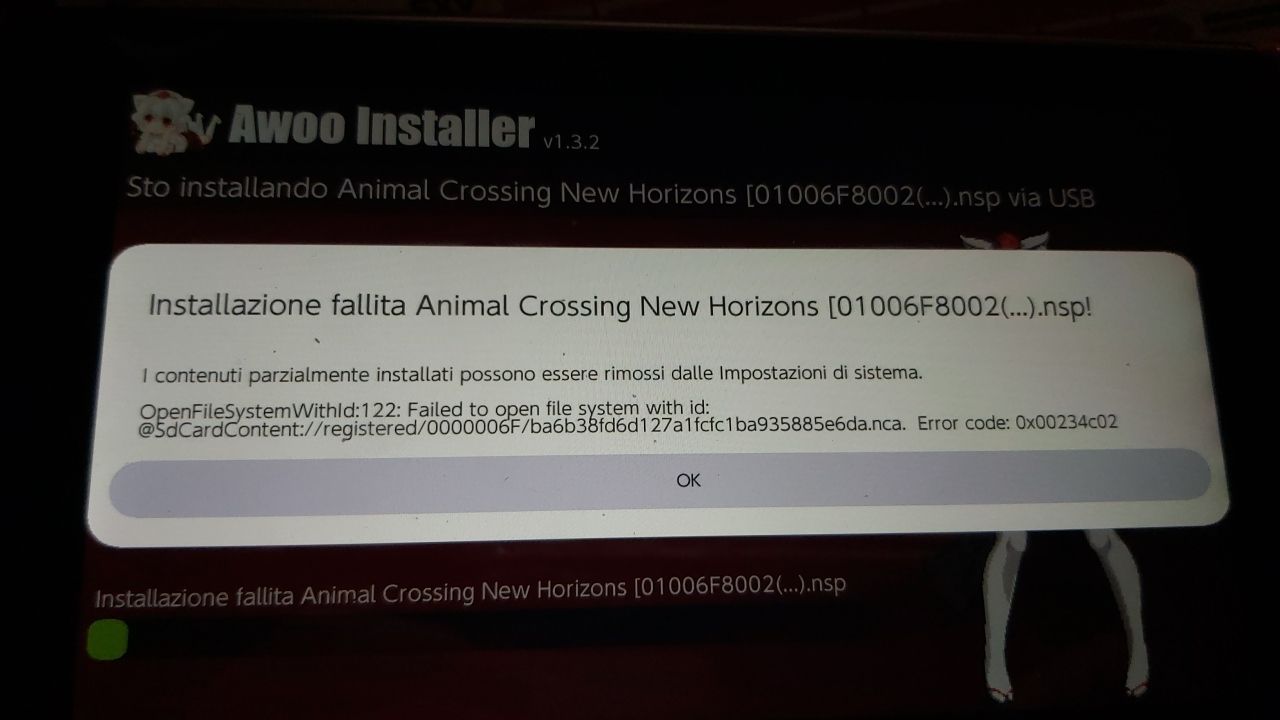 Awoo Installer v1.3.2
Sto installando Animal Crossing New Horizons [01006F8002(...).nsp via USB
Installazione fallita Animal Crossing New Horizons [01006F8002(...).nsp!
I contenuti parzialmente installati possono essere rimossi dalle Impostazioni di sistema.
OpenFileSystemWithId:122: Failed to open file system with id:
@SdCardContent://registered/0000006F/ba6b38fd6d127a1fcfc1ba935885e6da.nca. Error code: 0x00234c02
OK
Installazione fallita Animal Crossing New Horizons [01006F8002(...).nsp